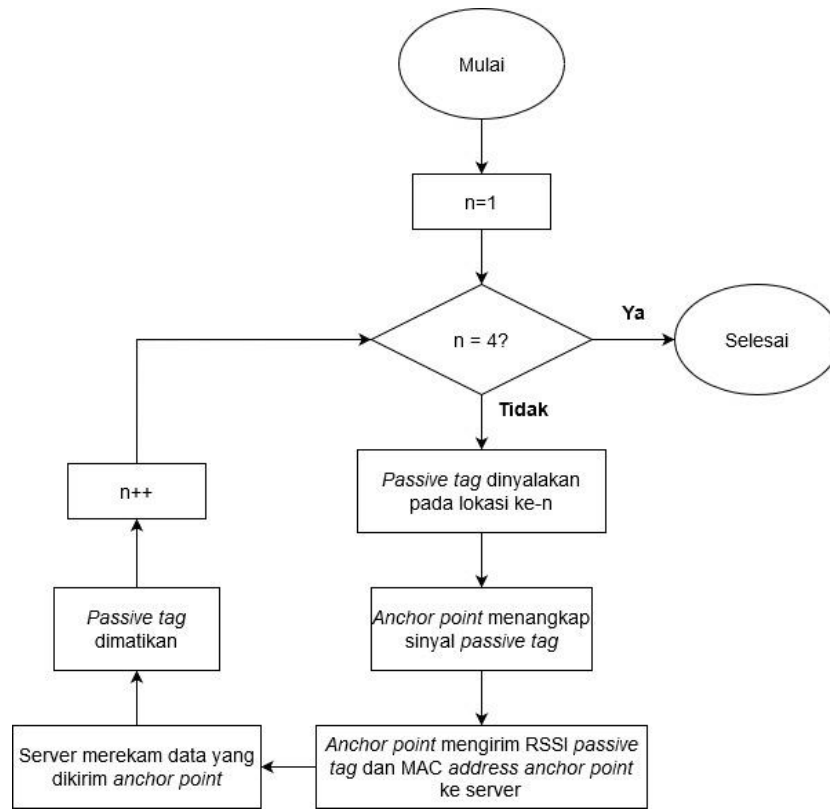 Mulai
n=1
n = 4?
Ya
Selesai
Tidak
Passive tag dinyalakan
pada lokasi ke-n
Anchor point menangkap
sinyal passive tag
Anchor point mengirim RSSI passive
tag dan MAC address anchor point
ke server
Server merekam data yang
dikirim anchor point
Passive tag
dimatikan
n++